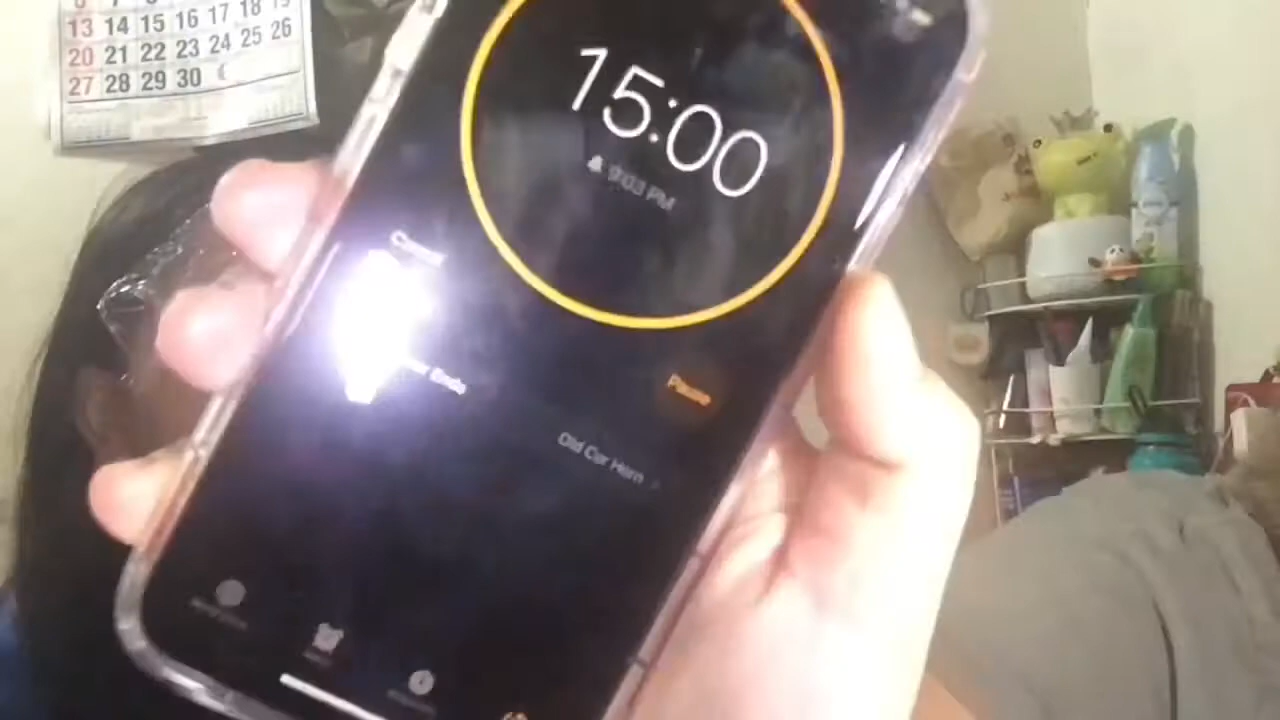 13 14 15 16 17 18 19
20 21 22 23 24 25 26
27 28 29 30
15:00
9:03 PM
Cancel
Ends
Pause
Old Car Horn